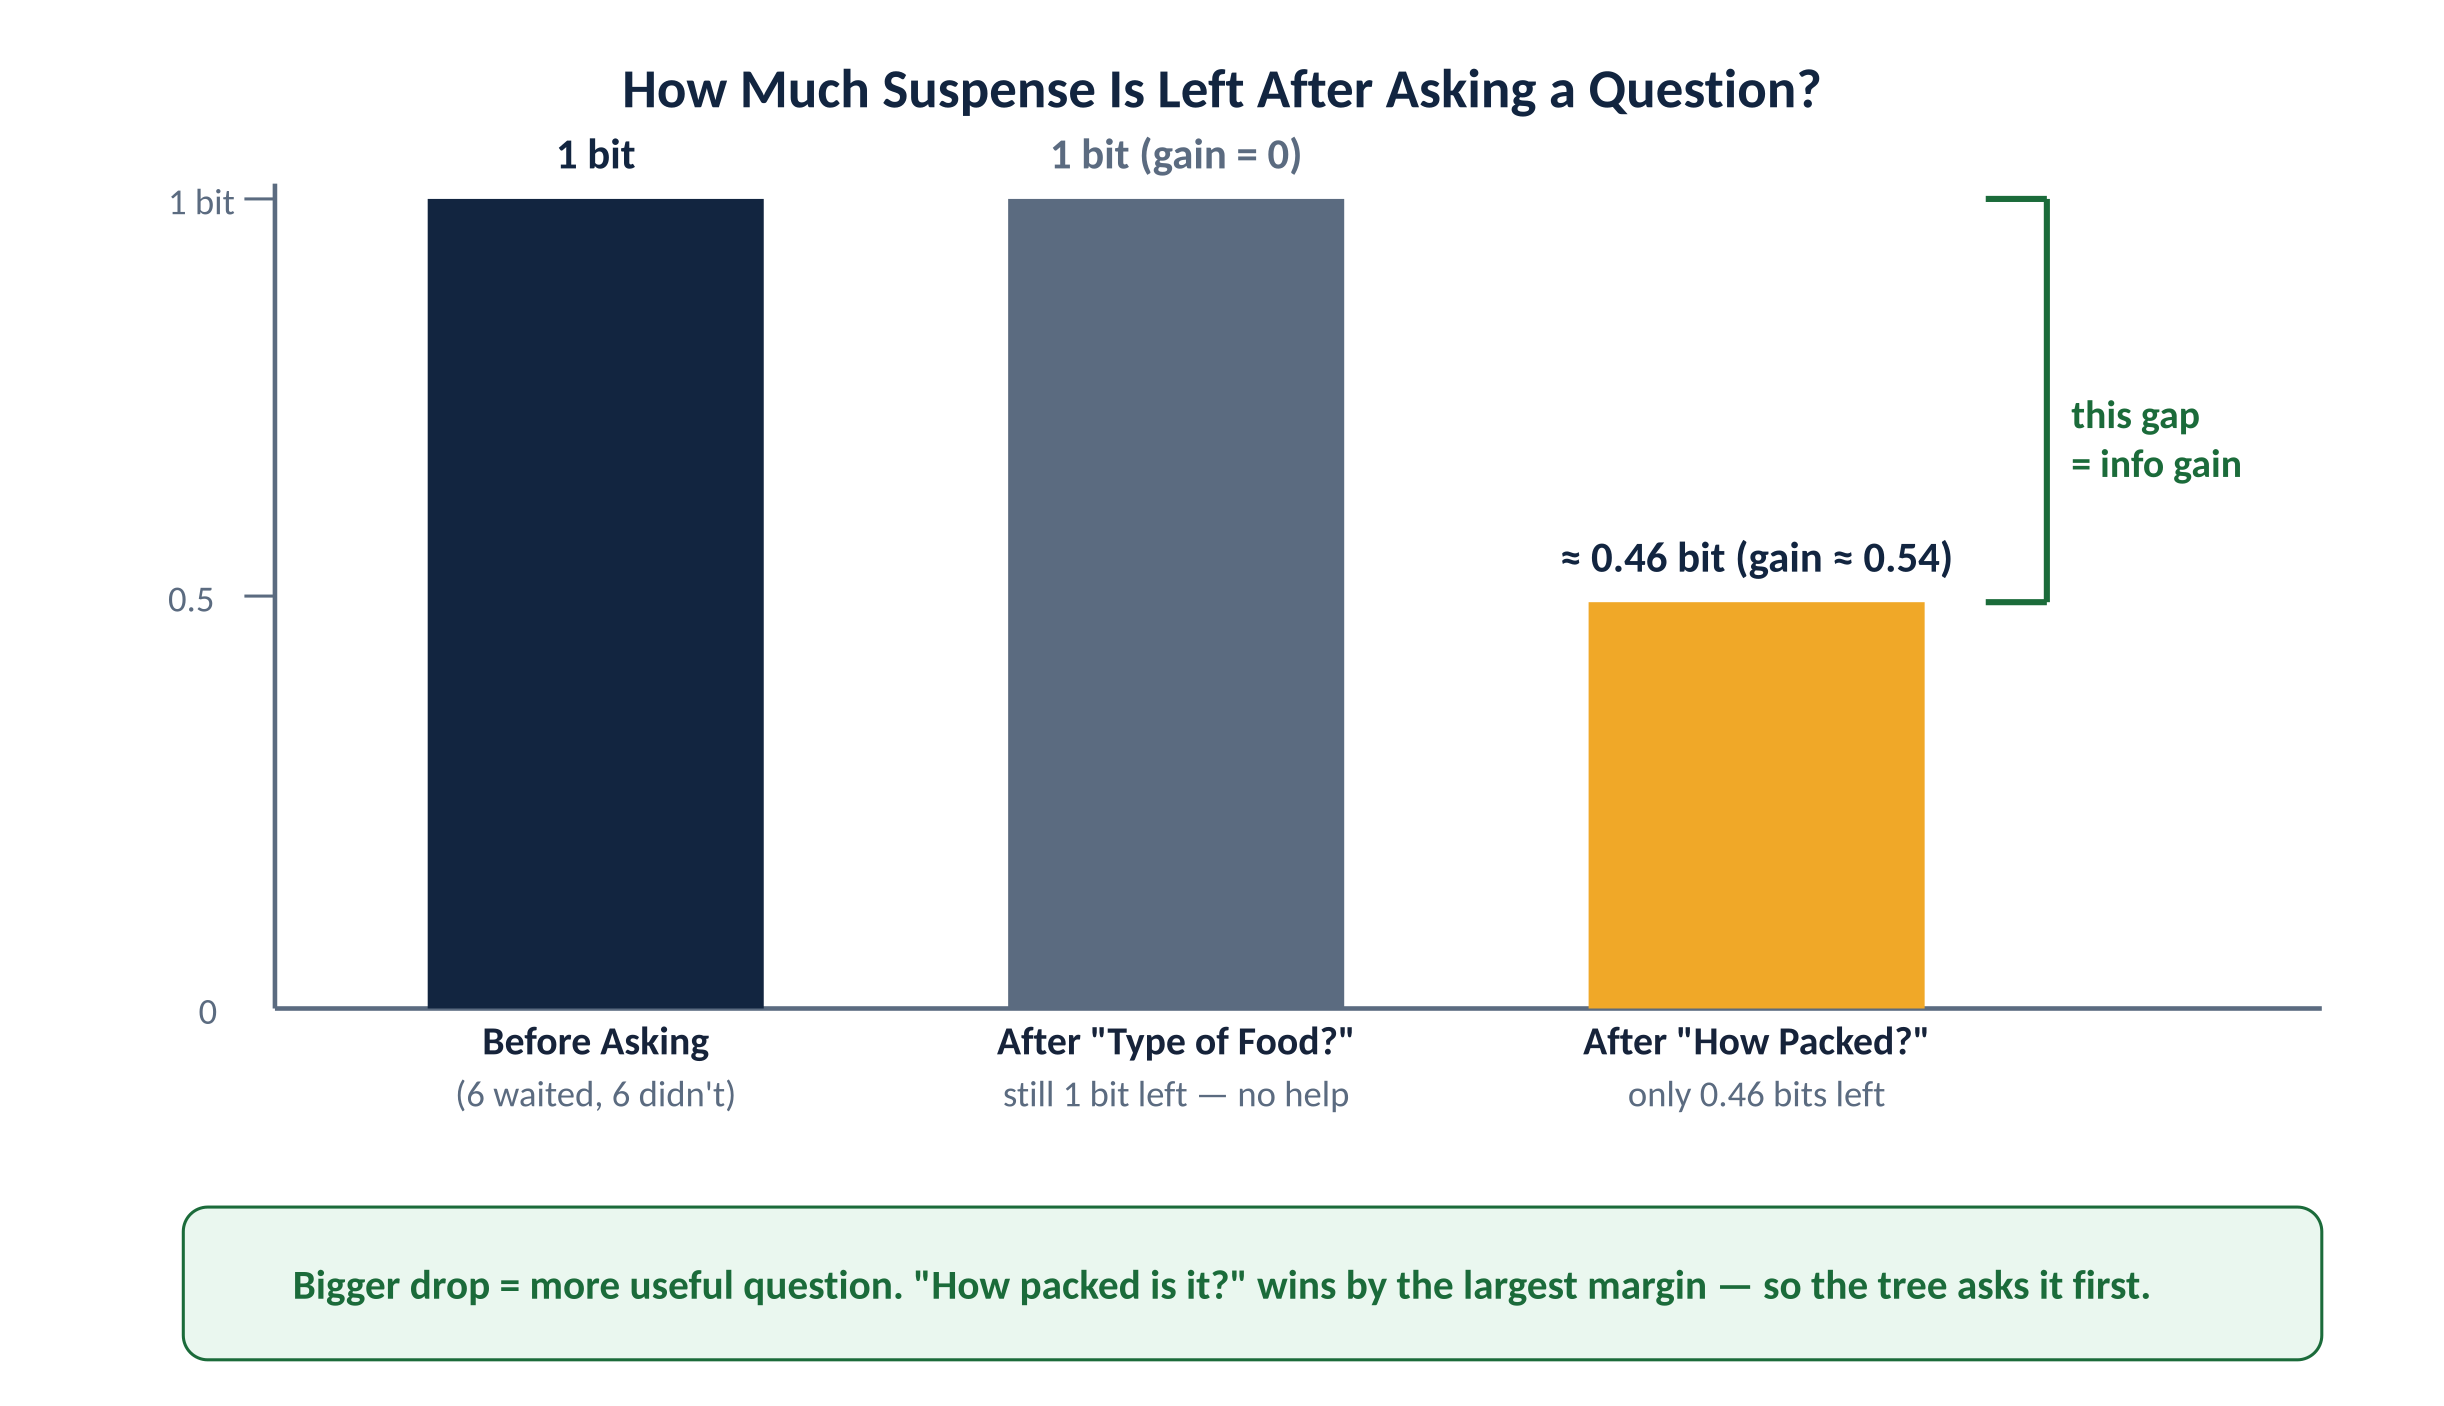 How Much Suspense Is Left After Asking a Question?
1 bit
1 bit (gain = 0)
1 bit
this gap
= info gain
≈ 0.46 bit (gain ≈ 0.54)
0.5
0
Before Asking
After "Type of Food?"
After "How Packed?"
(6 waited, 6 didn't)
still 1 bit left — no help
only 0.46 bits left
Bigger drop = more useful question. "How packed is it?" wins by the largest margin — so the tree asks it first.